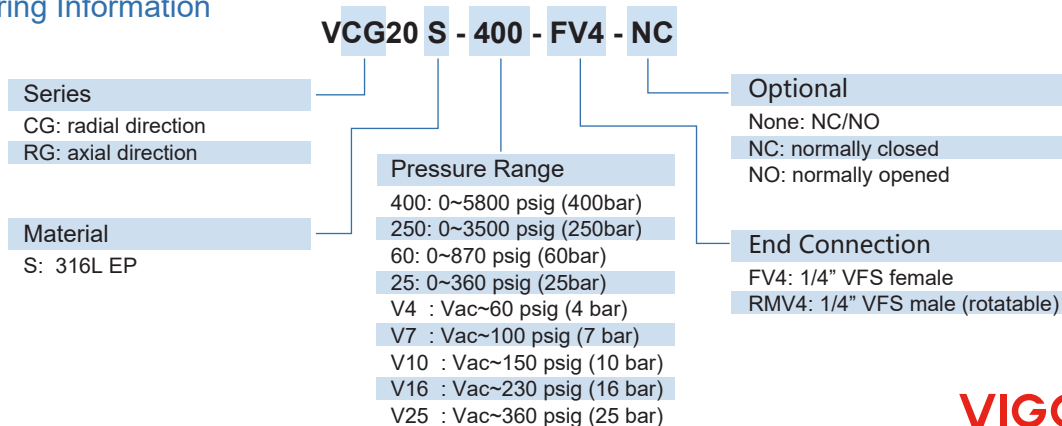 ring Information
VCG20 S - 400 - FV4 - NC
Series
CG: radial direction
RG: axial direction
Material
S: 316L EP
Pressure Range
400: 0~5800 psig (400bar)
250: 0~3500 psig (250bar)
60: 0~870 psig (60bar)
25: 0~360 psig (25bar)
V4 : Vac~60 psig (4 bar)
V7 : Vac~100 psig (7 bar)
V10 : Vac~150 psig (10 bar)
V16 : Vac~230 psig (16 bar)
V25 : Vac~360 psig (25 bar)
Optional
None: NC/NO
NC: normally closed
NO: normally opened
End Connection
FV4: 1/4” VFS female
RMV4: 1/4” VFS male (rotatable)